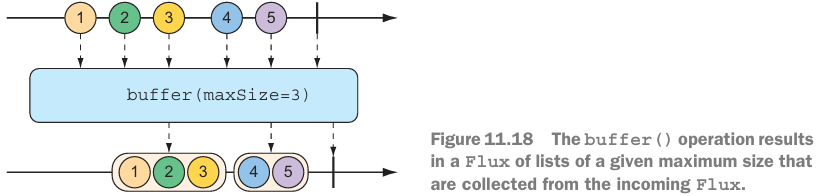 1 2 3 4 5
buffer(maxSize=3)
1 2 3 4 5
Figure 11.18 The buffer() operation results
in a Flux of lists of a given maximum size that
are collected from the incoming Flux.